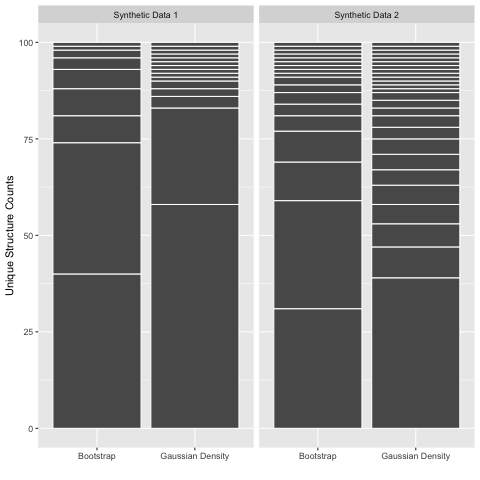 Synthetic Data 1
Synthetic Data 2
Unique Structure Counts
100
75
50
25
0
Bootstrap
Gaussian Density
Bootstrap
Gaussian Density